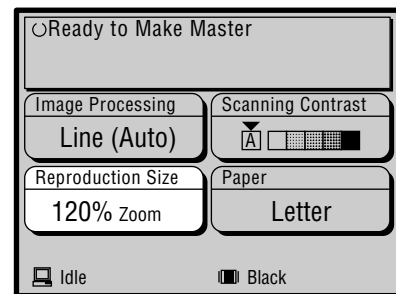 Ready to Make Master
Image Processing
Line (Auto)
Scanning Contrast
A
Reproduction Size
120% Zoom
Paper
Letter
Idle
Black